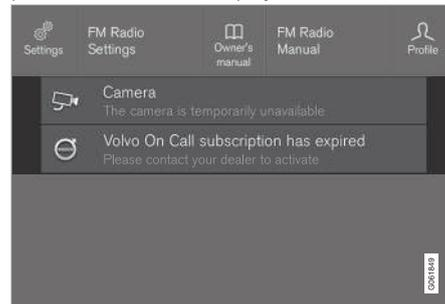 Settings
FM Radio
Settings
Owner's
manual
FM Radio
Manual
Profile
Camera
The camera is temporarily unavailable
Volvo On Call subscription has expired
Please contact your dealer to activate
G061849